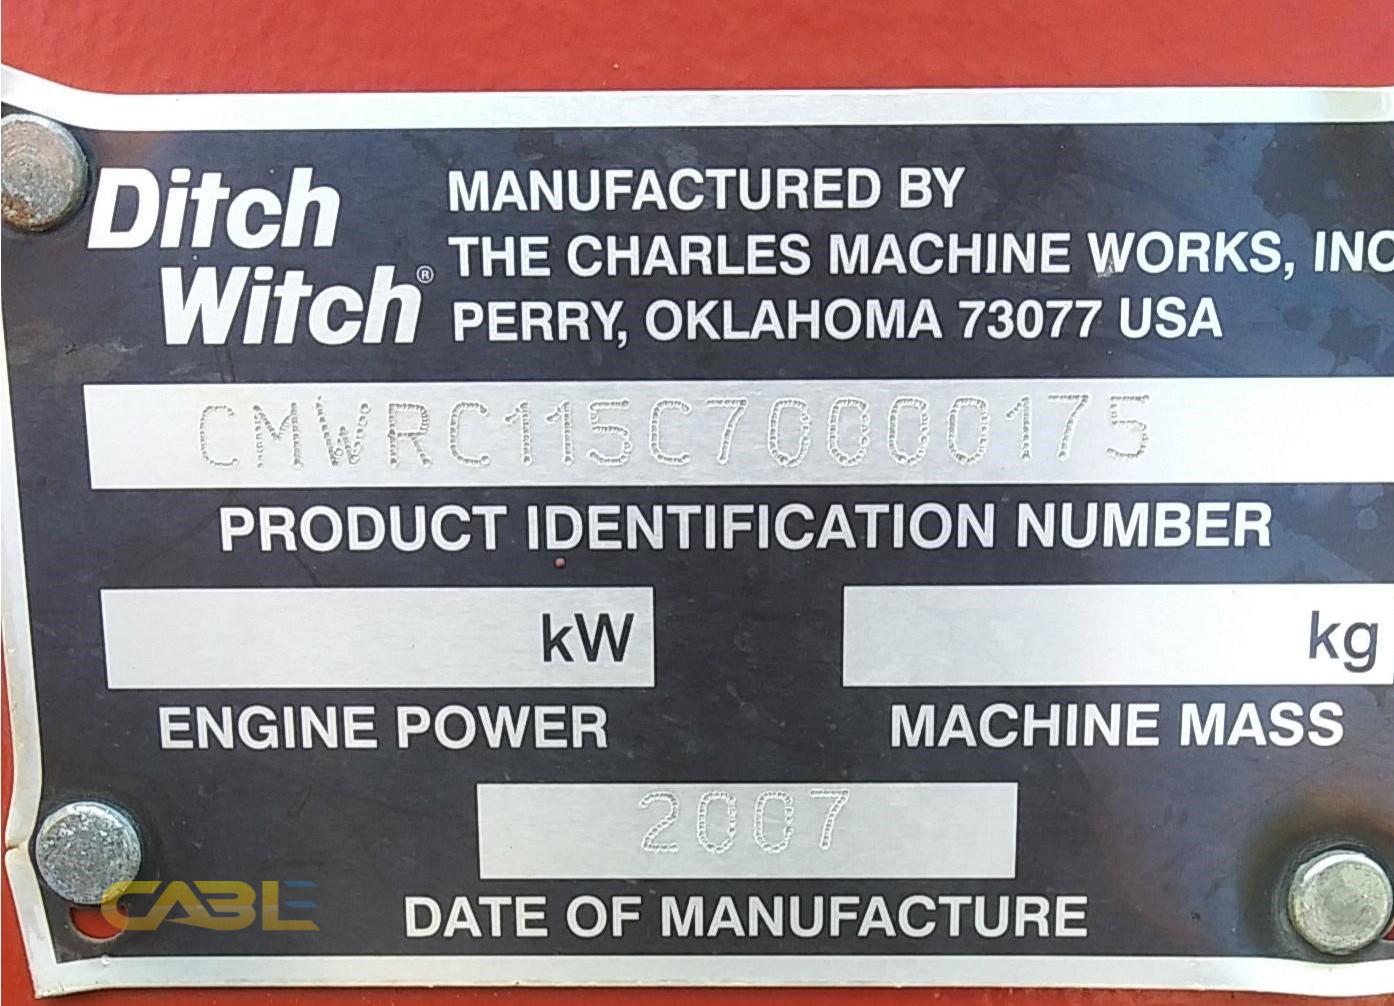 Ditch
Witch®
MANUFACTURED BY
THE CHARLES MACHINE WORKS, INC
PERRY, OKLAHOMA 73077 USA
CMWRC115C70000175
PRODUCT IDENTIFICATION NUMBER
kW
kg
ENGINE POWER
MACHINE MASS
2007
DATE OF MANUFACTURE
CABLE